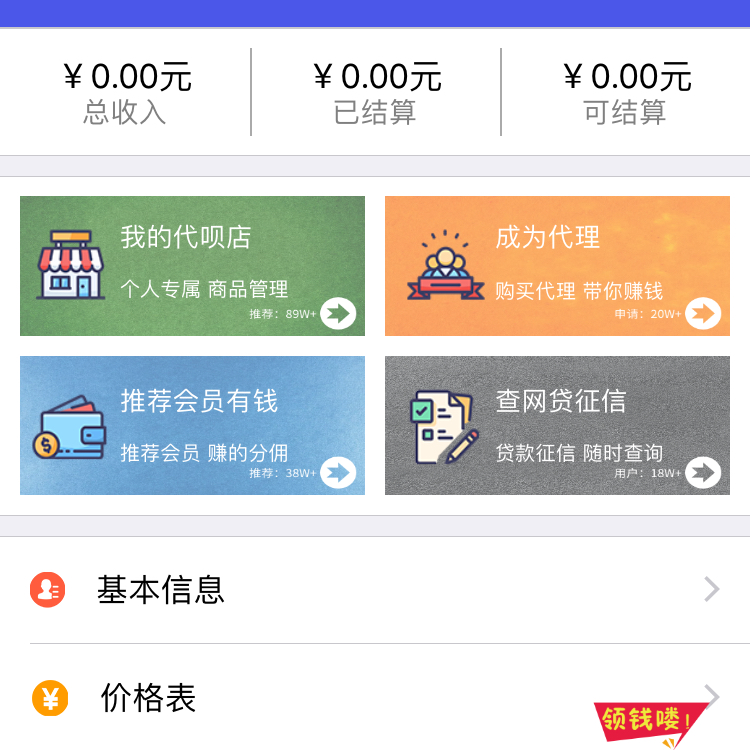 ¥0.00元 ¥0.00元 ¥0.00元
总收入 已结算 可结算
我的代呗店
个人专属 商品管理
推荐：89W+
成为代理
购买代理 带你赚钱
申请：20W+
推荐会员有钱
推荐会员 赚的分佣
推荐：38W+
查网贷征信
贷款征信 随时查询
用户：18W+
基本信息
价格表
领钱喽!